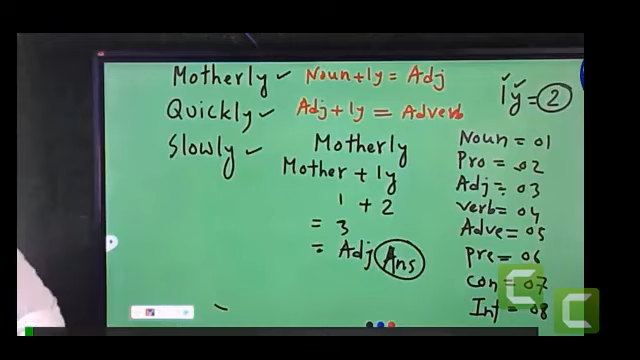 Motherly ✓ Noun+ly = Adj
Quickly ✓ Adj+ly = Adverb
Slowly ✓
Motherly
Mother + ly
1 + 2
= 3
= Adj Ans
ly = 2
Noun = 01
Pro = 02
Adj = 03
verb = 04
Adve = 05
pre = 06
con = 07
Int = 08